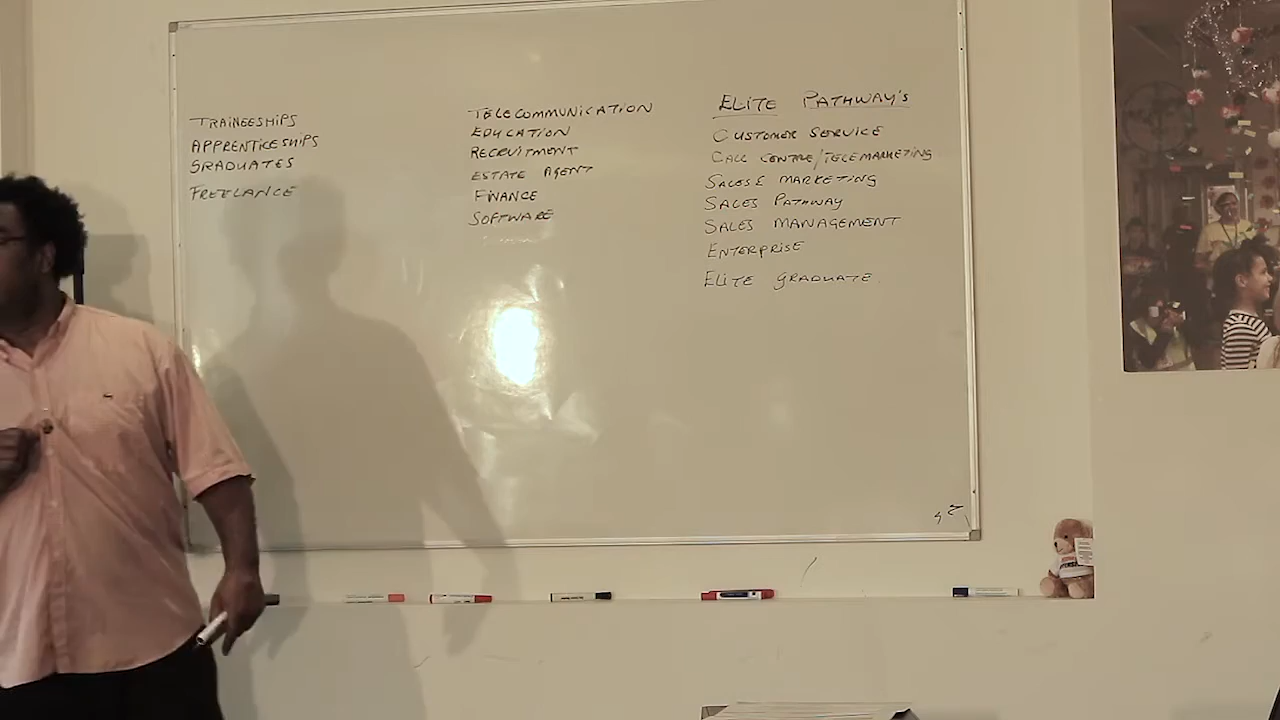 TRAINEESHIPS
APPRENTICESHIPS
GRADUATES
FREELANCE
TELECOMMUNICATION
EDUCATION
RECRUITMENT
ESTATE AGENT
FINANCE
SOFTWARE
ELITE PATHWAY'S
CUSTOMER SERVICE
CALL CENTRE/TELEMARKETING
SALES & MARKETING
SALES PATHWAY
SALES MANAGEMENT
ENTERPRISE
ELITE GRADUATE